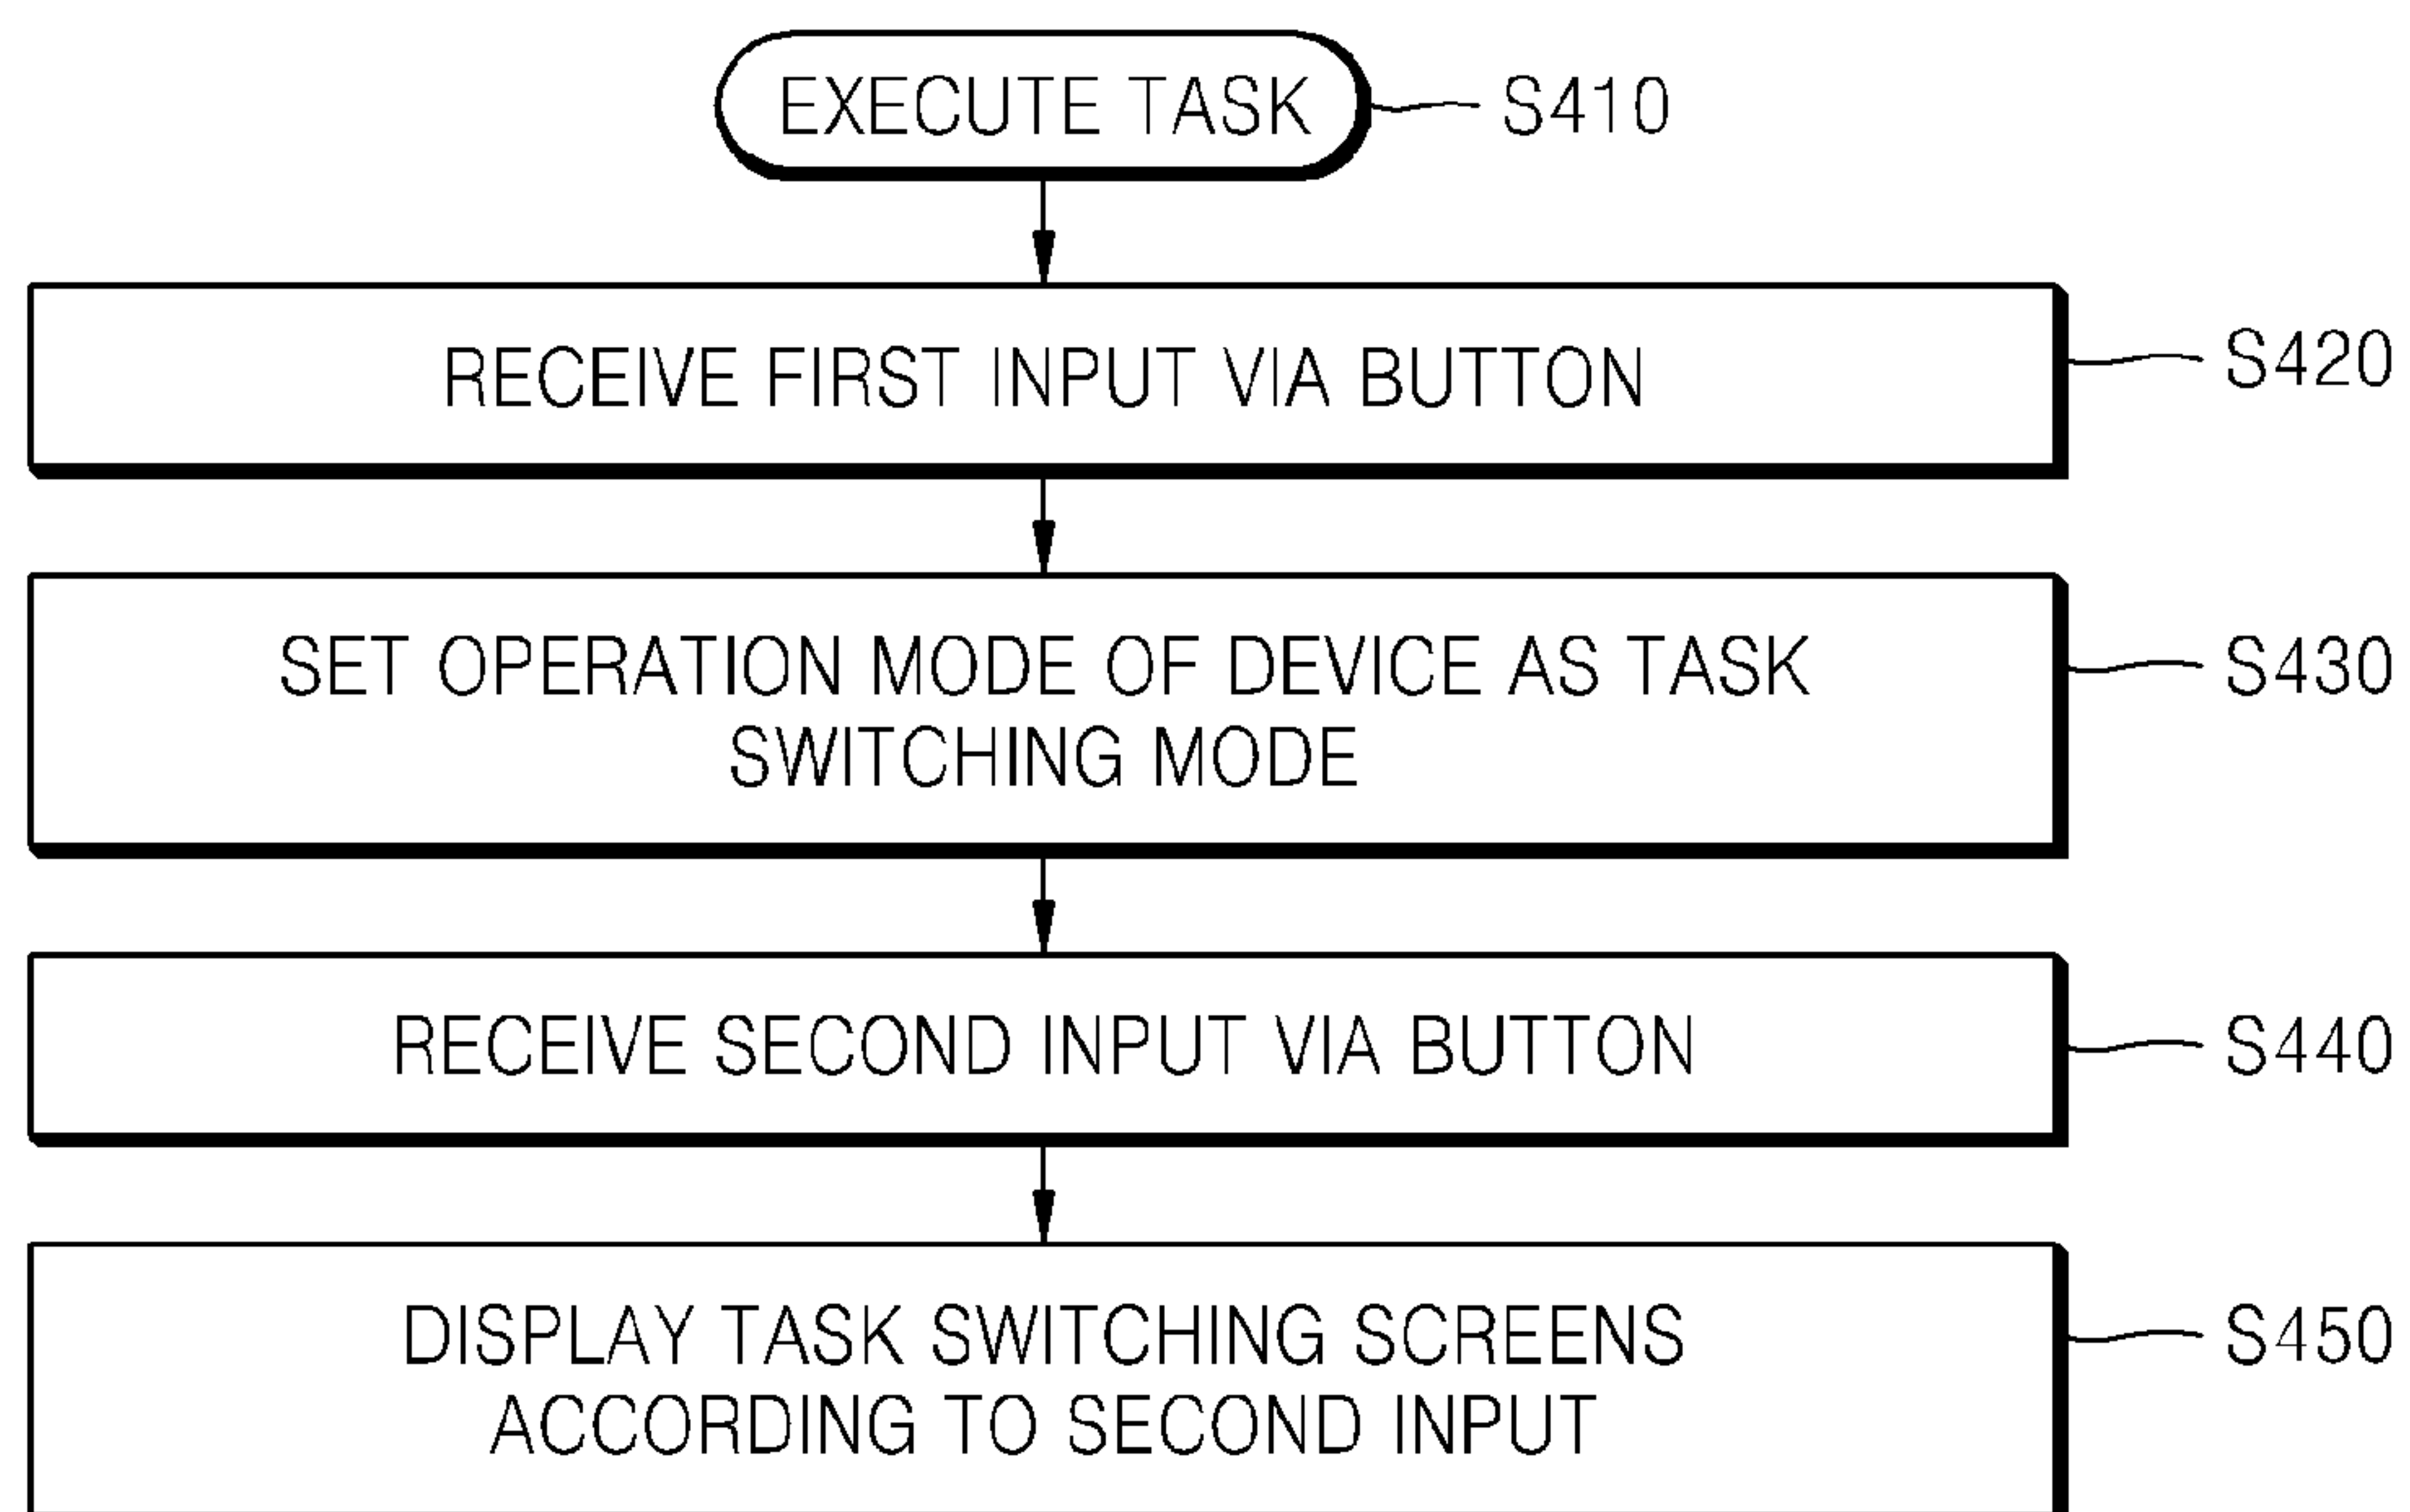 EXECUTE TASK S410
RECEIVE FIRST INPUT VIA BUTTON S420
SET OPERATION MODE OF DEVICE AS TASK S430
SWITCHING MODE
RECEIVE SECOND INPUT VIA BUTTON S440
DISPLAY TASK SWITCHING SCREENS S450
ACCORDING TO SECOND INPUT